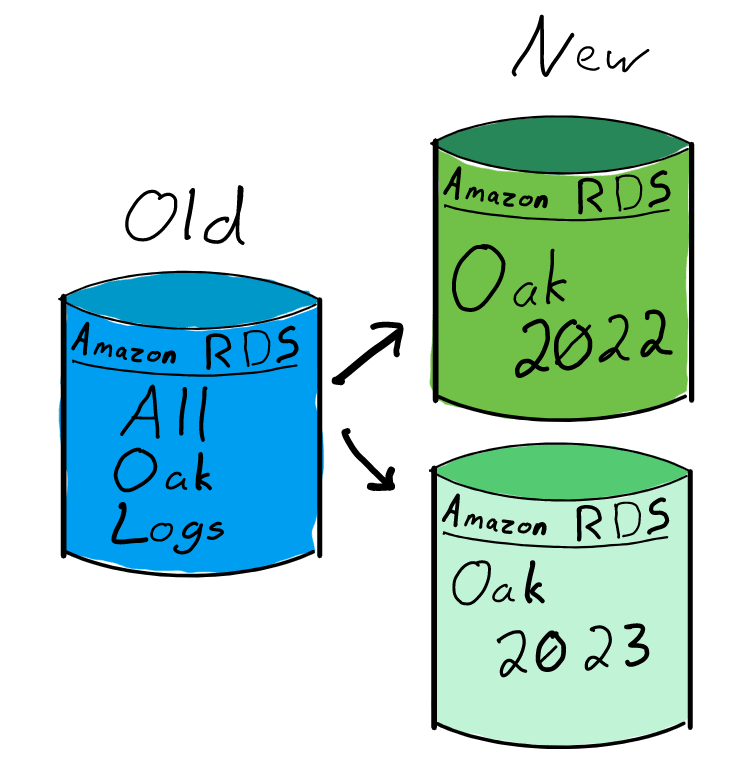 Old
Amazon RDS
All
Oak
Logs
New
Amazon RDS
Oak
2022
Amazon RDS
Oak
2023